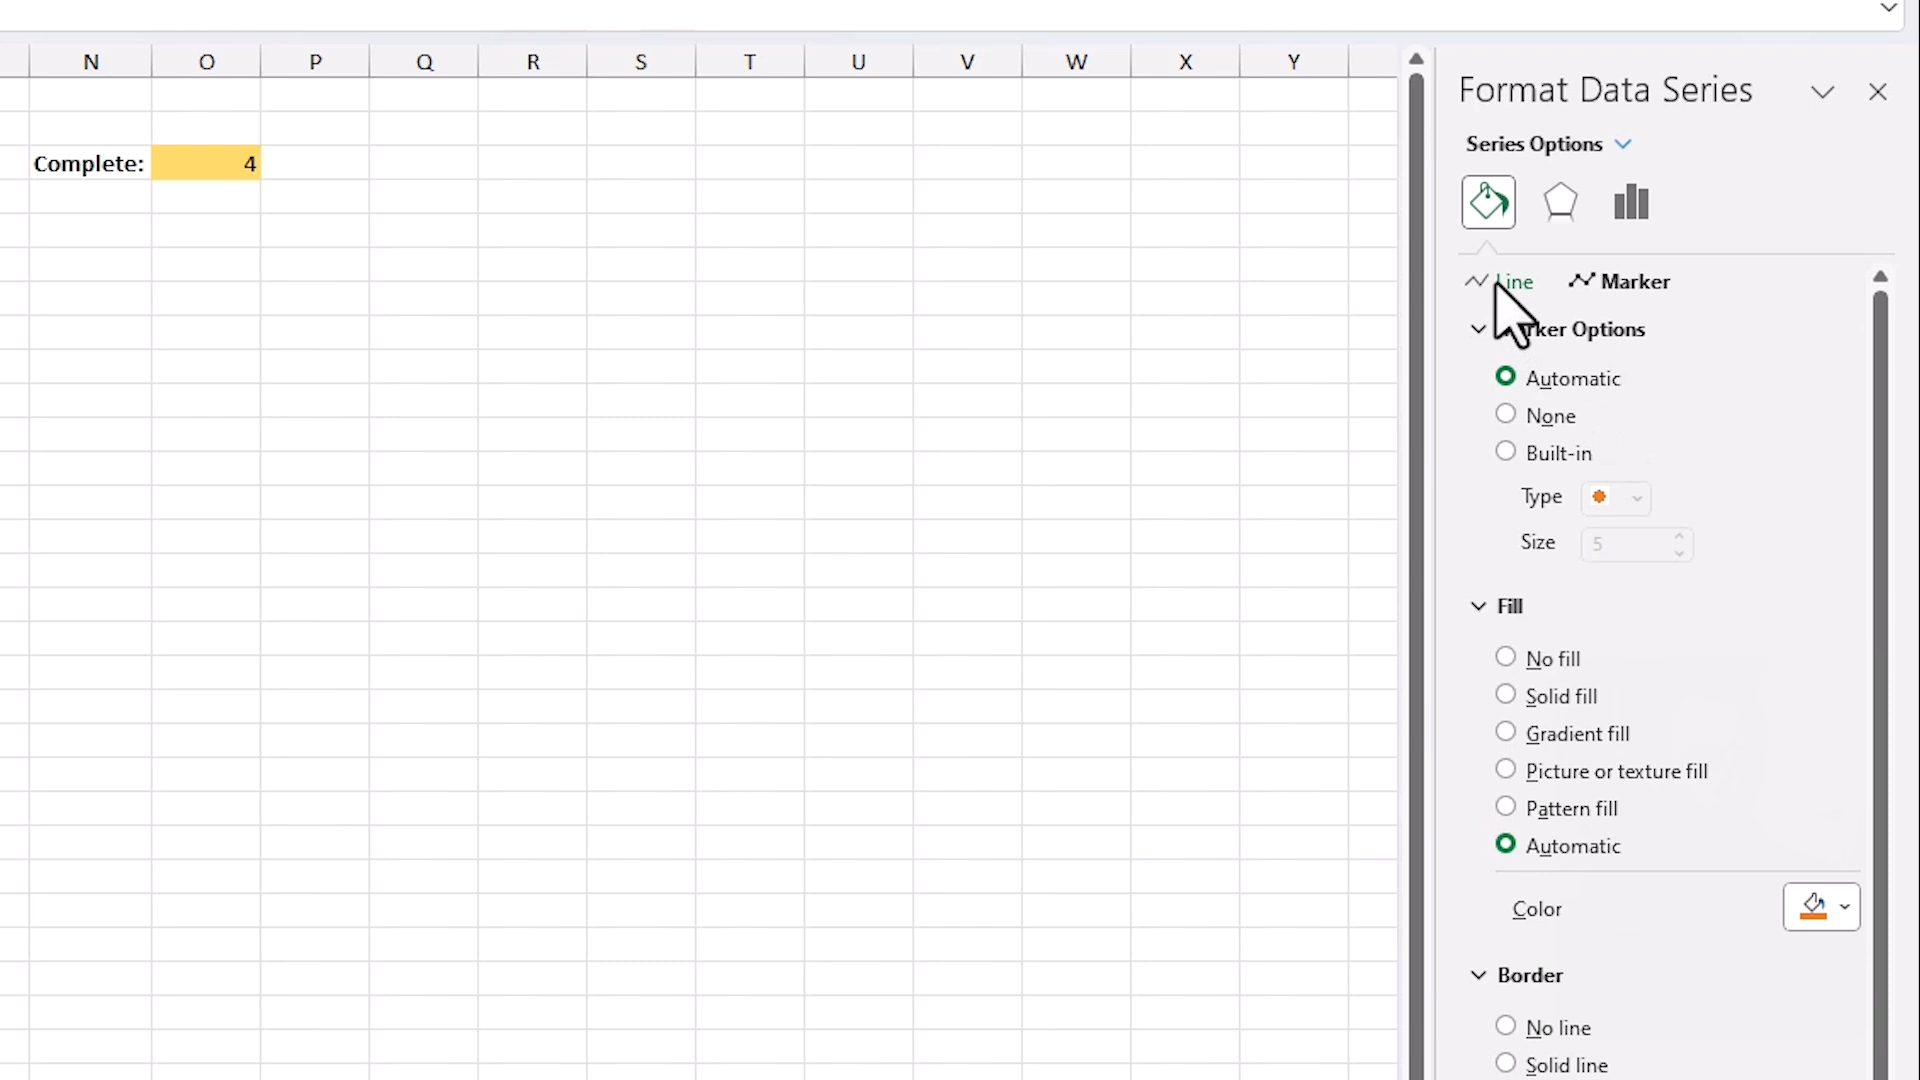 N O P Q R S T U V W X Y
Complete: 4
Format Data Series
Series Options
Line Marker
rker Options
Automatic
None
Built-in
Type
Size 5
Fill
No fill
Solid fill
Gradient fill
Picture or texture fill
Pattern fill
Automatic
Color
Border
No line
Solid line